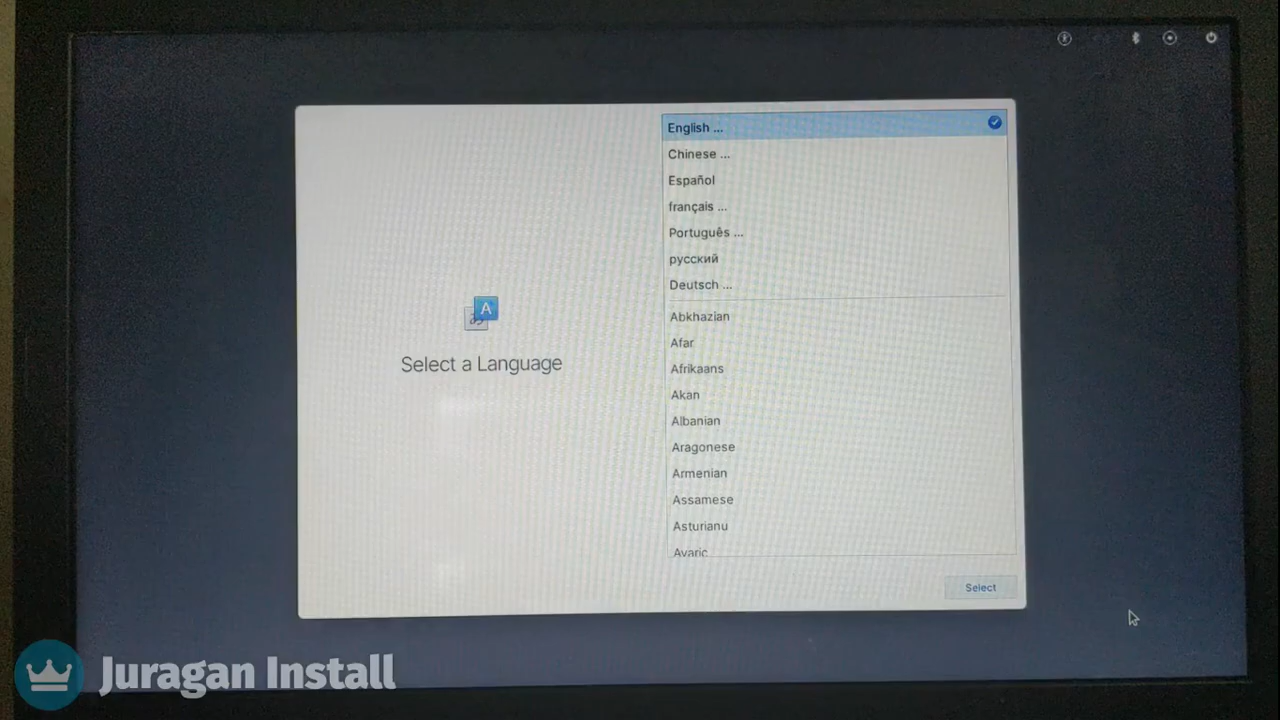 English ...
Chinese ...
Español
français ...
Português ...
русский
Deutsch ...
Abkhazian
Afar
Afrikaans
Akan
Albanian
Aragonese
Armenian
Assamese
Asturianu
Avaric
A
Select a Language
Select
Juragan Install